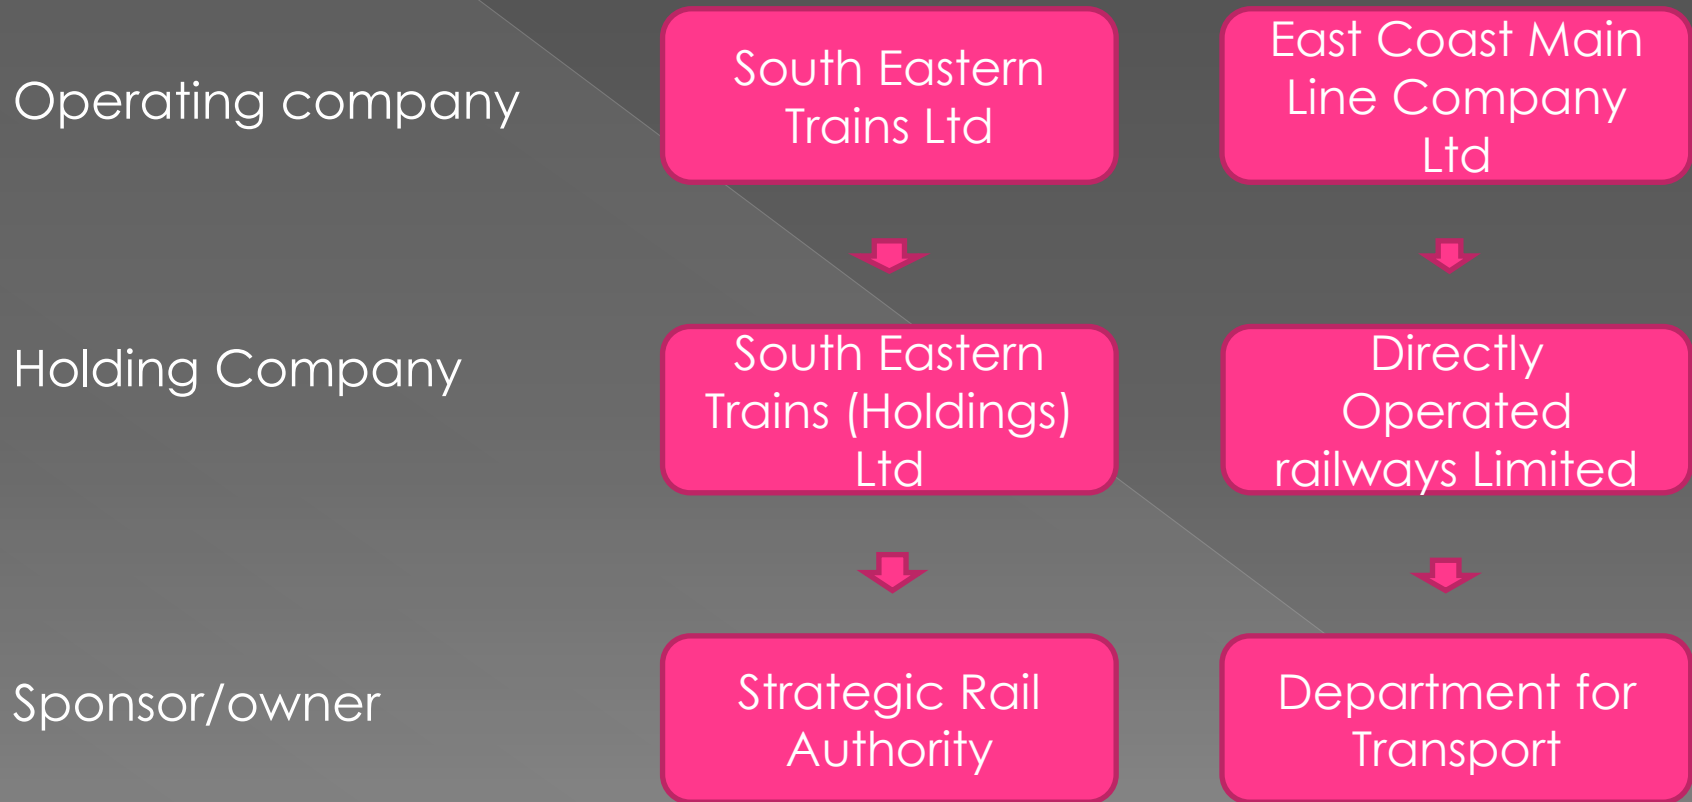 Operating company
South Eastern
Trains Ltd
East Coast Main
Line Company
Ltd
Holding Company
South Eastern
Trains (Holdings)
Ltd
Directly
Operated
railways Limited
Sponsor/owner
Strategic Rail
Authority
Department for
Transport